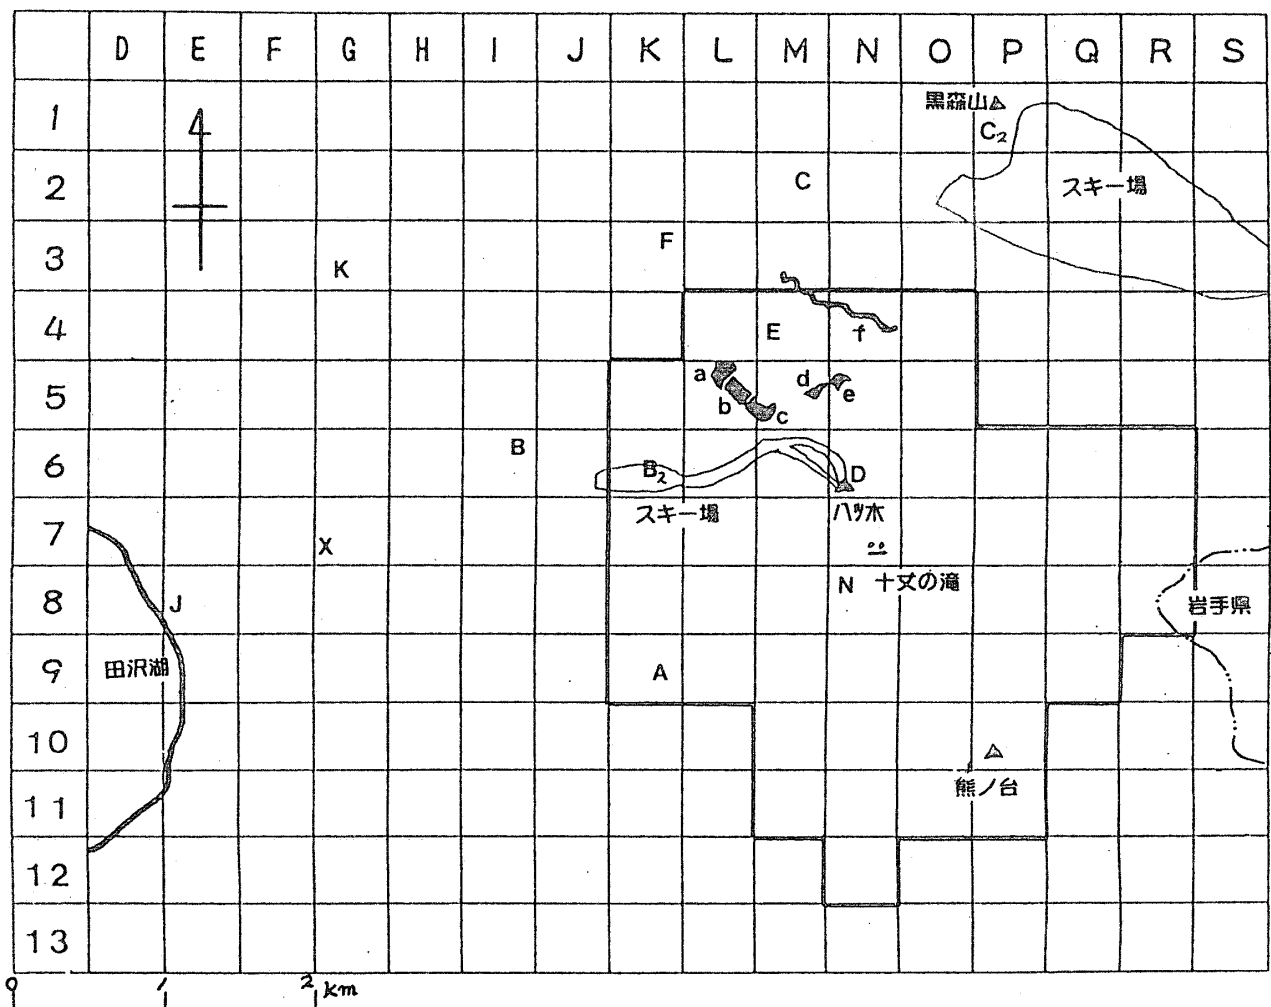 D E F G H I J K L M N O P Q R S
1 黒森山
C₂
2 C スキー場
3 K F
4 E f
5 a b c d e
6 B B₂ D
7 X スキー場 八ツ木
8 J N 十丈の滝 岩手県
9 田沢湖 A
10
11 熊ノ台
12
13
0 1 2 km